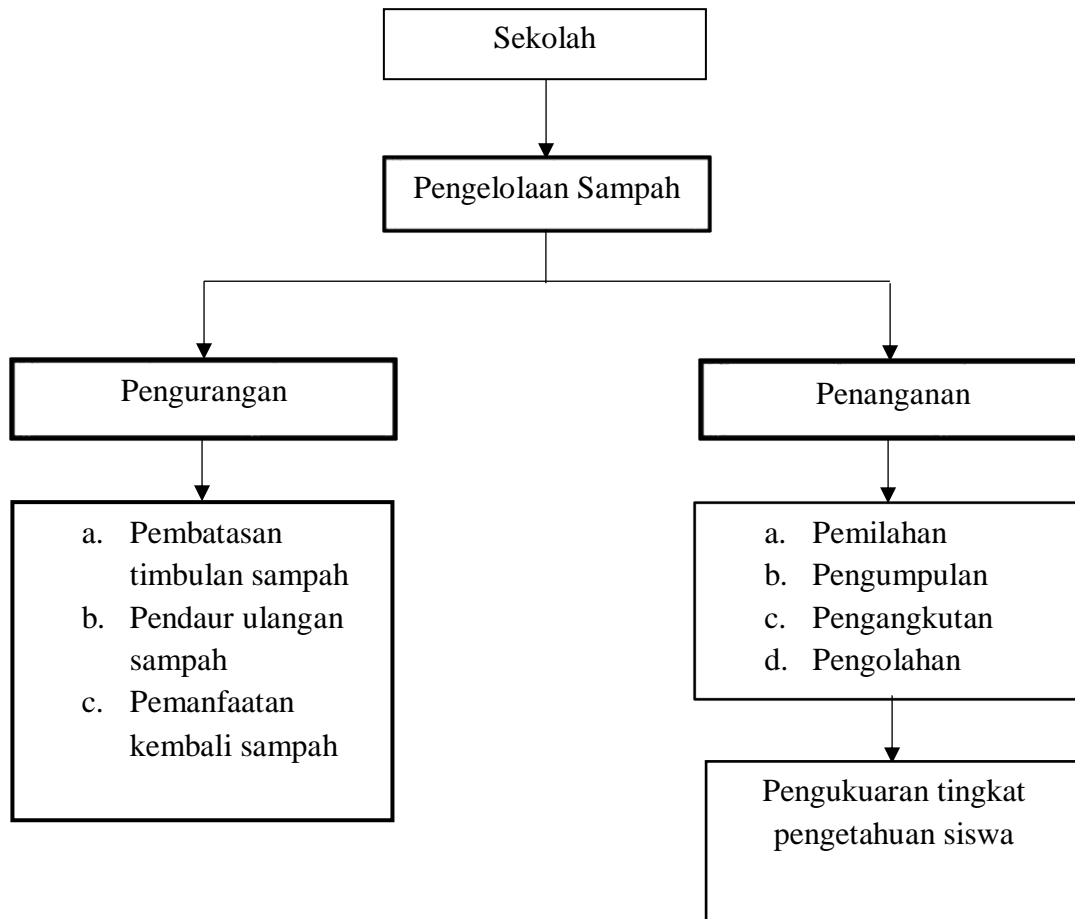 Sekolah
Pengelolaan Sampah
Pengurangan
Penanganan
a. Pembatasan
timbulan sampah
b. Pendaur ulangan
sampah
c. Pemanfaatan
kembali sampah
a. Pemilahan
b. Pengumpulan
c. Pengangkutan
d. Pengolahan
Pengukuaran tingkat
pengetahuan siswa